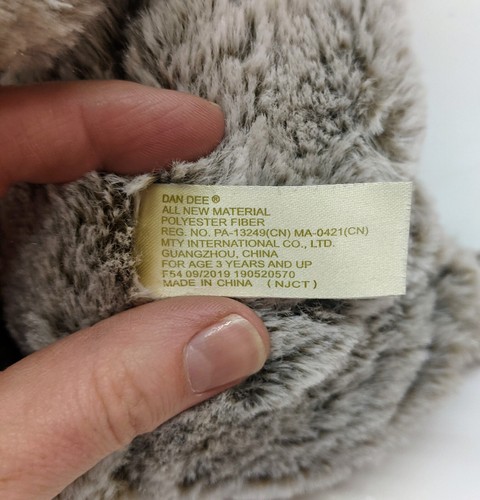 DAN DEE®
ALL NEW MATERIAL
POLYESTER FIBER
REG. NO. PA-13249(CN) MA-0421(CN)
MTY INTERNATIONAL CO., LTD.
GUANGZHOU, CHINA
FOR AGE 3 YEARS AND UP
F54 09/2019 190520570
MADE IN CHINA (NJCT)